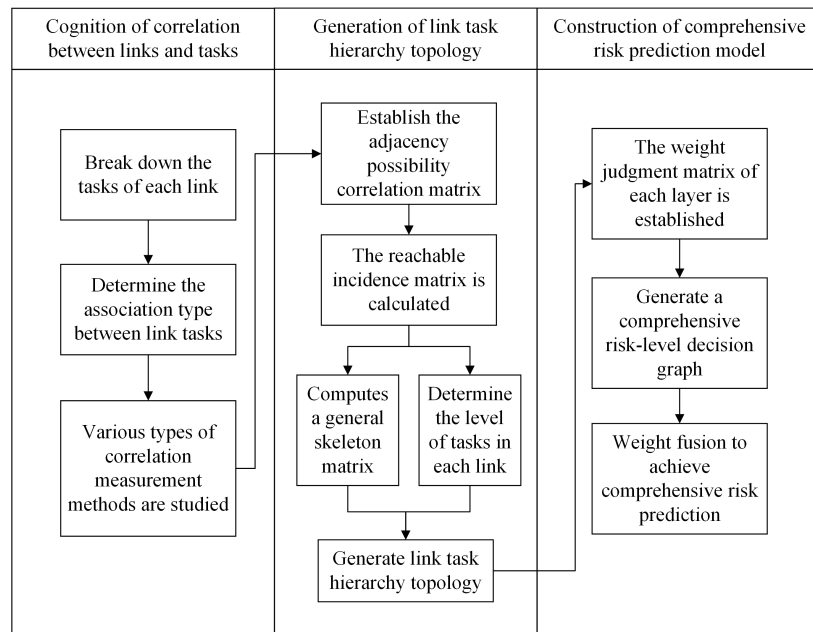 Cognition of correlation
between links and tasks
Generation of link task
hierarchy topology
Construction of comprehensive
risk prediction model
Break down the
tasks of each link
Determine the
association type
between link tasks
Various types of
correlation
measurement
methods are studied
Establish the
adjacency
possibility
correlation matrix
The reachable
incidence matrix is
calculated
Computes
a general
skeleton
matrix
Determine
the level
of tasks in
each link
Generate link task
hierarchy topology
The weight
judgment matrix of
each layer is
established
Generate a
comprehensive
risk-level decision
graph
Weight fusion to
achieve
comprehensive risk
prediction